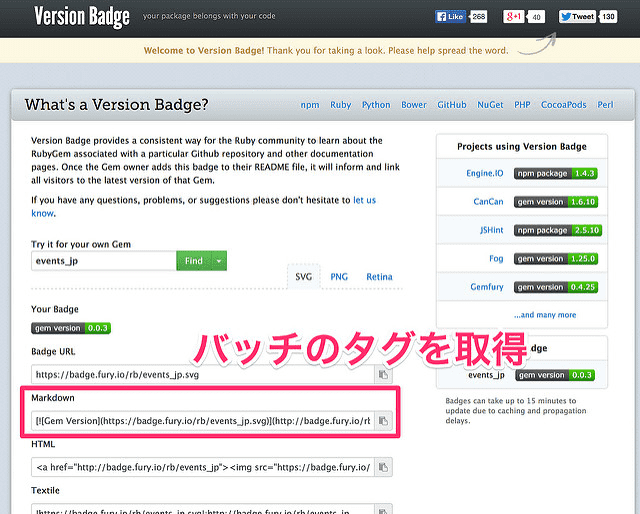 Version Badge your package belongs with your code
Like 268 +1 40 Tweet 130
Welcome to Version Badge! Thank you for taking a look. Please help spread the word.
What's a Version Badge?
npm Ruby Python Bower GitHub NuGet PHP CocoaPods Perl
Version Badge provides a consistent way for the Ruby community to learn about the
RubyGem associated with a particular Github repository and other documentation
pages. Once the Gem owner adds this badge to their README file, it will inform and link
all visitors to the latest version of that Gem.
If you have any questions, problems, or suggestions please don't hesitate to let us
know.
Try it for your own Gem
events_jp Find
SVG PNG Retina
Your Badge
gem version 0.0.3
Badge URL
https://badge.fury.io/rb/events_jp.svg
バッチのタグを取得
Markdown
[![Gem Version](https://badge.fury.io/rb/events_jp.svg)](http://badge.fury.io/rb
HTML
<a href="http://badge.fury.io/rb/events_jp"><img src="https://badge.fury.io/
Textile
!https://badge.fury.io/rb/events_jp.svg!:http://badge.fury.io/rb/events_jp
Projects using Version Badge
Engine.IO npm package 1.4.3
CanCan gem version 1.6.10
JSHint npm package 2.5.10
Fog gem version 1.25.0
Gemfury gem version 0.4.25
...and many more
dge
events_jp gem version 0.0.3
Badges can take up to 15 minutes to
update due to caching and propagation
delays.